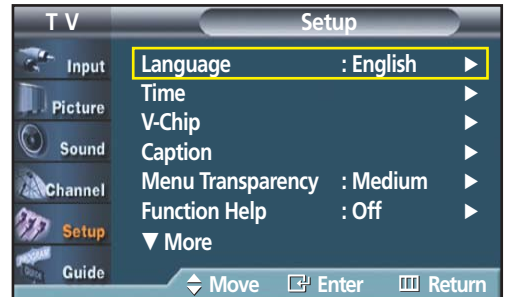 T V
Setup
Input
Picture
Sound
Channel
Setup
Guide
Language : English ▶
Time ▶
V-Chip ▶
Caption ▶
Menu Transparency : Medium ▶
Function Help : Off ▶
▼ More
Move Enter Return